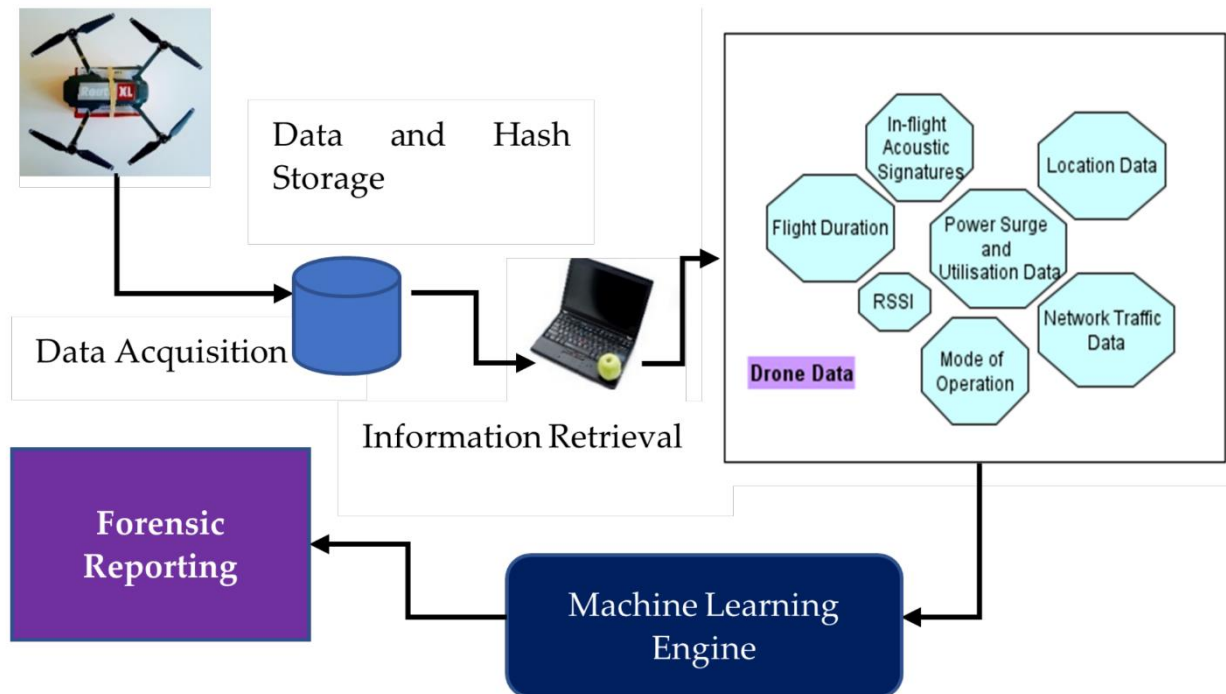 XL
Data and Hash
Storage
Data Acquisition
Information Retrieval
In-flight
Acoustic
Signatures
Location Data
Flight Duration
Power Surge
and
Utilisation Data
RSSI
Network Traffic
Data
Mode of
Operation
Drone Data
Machine Learning
Engine
Forensic
Reporting